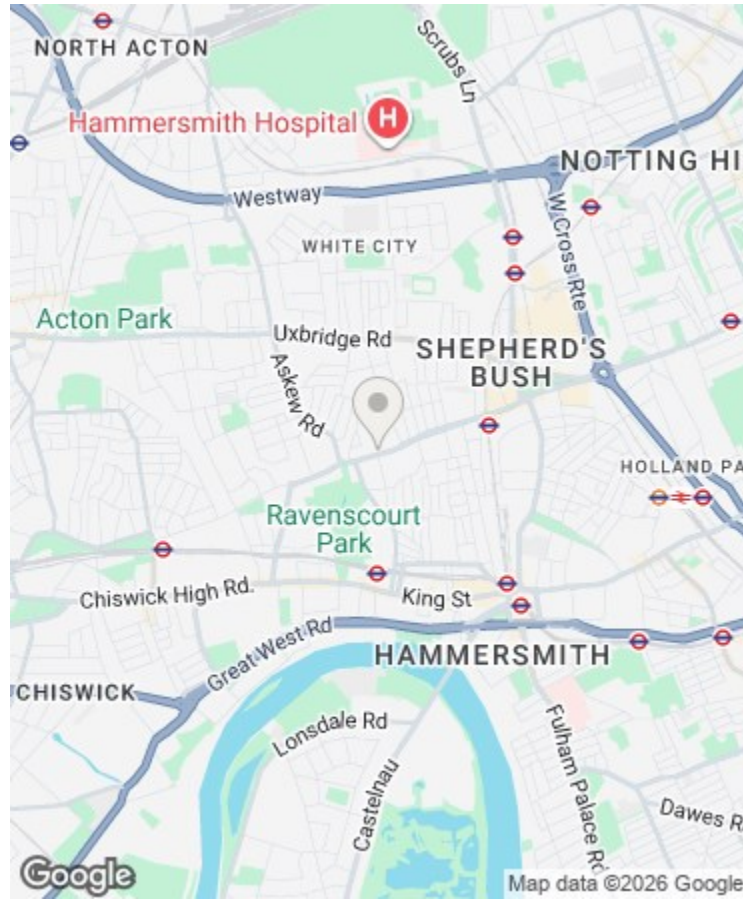 NORTH ACTON
Scrubs Ln
Hammersmith Hospital
H
NOTTING HI
Westway
W Cross Rte
WHITE CITY
Acton Park
Uxbridge Rd
SHEPHERD'S
BUSH
Askew Rd
HOLLAND PA
Ravenscourt
Park
Chiswick High Rd.
King St
Great West Rd
HAMMERSMITH
CHISWICK
Lonsdale Rd
Castelnau
Fulham Palace Rd
Dawes R
Google
Map data ©2026 Google